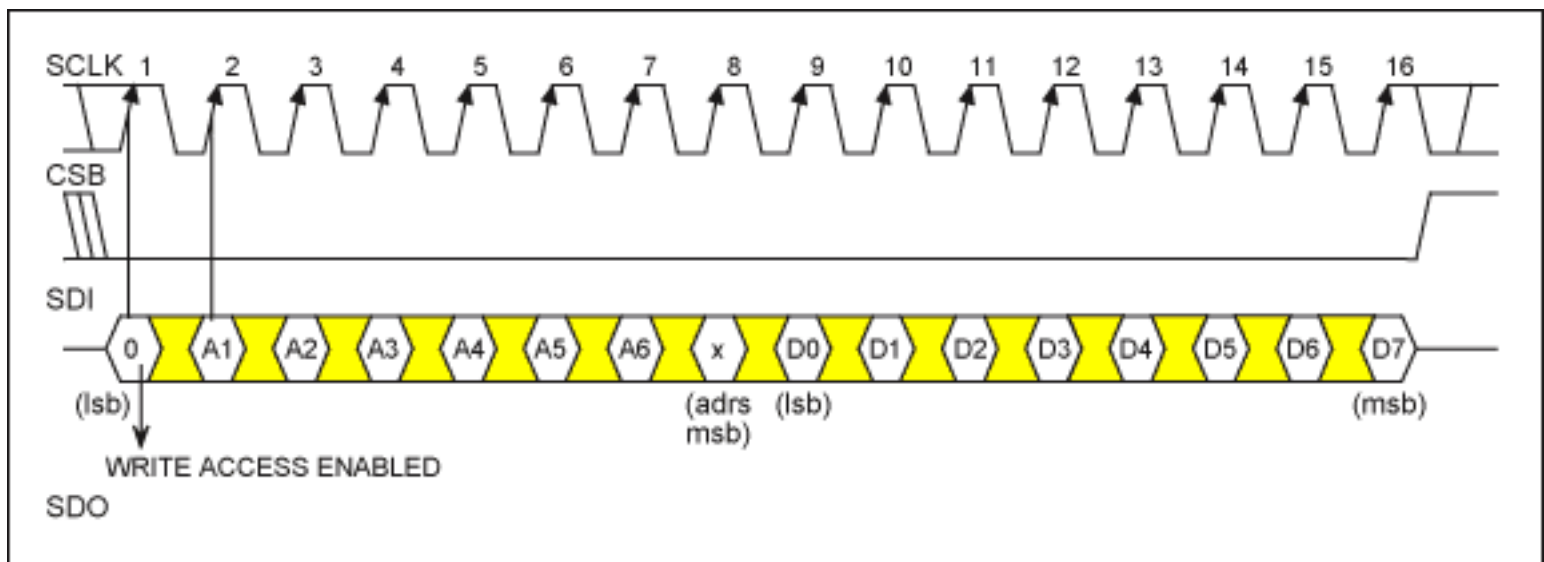 SCLK 1 2 3 4 5 6 7 8 9 10 11 12 13 14 15 16
CSB
SDI
0 A1 A2 A3 A4 A5 A6 x D0 D1 D2 D3 D4 D5 D6 D7
(lsb) (adrs msb) (lsb) (msb)
WRITE ACCESS ENABLED
SDO